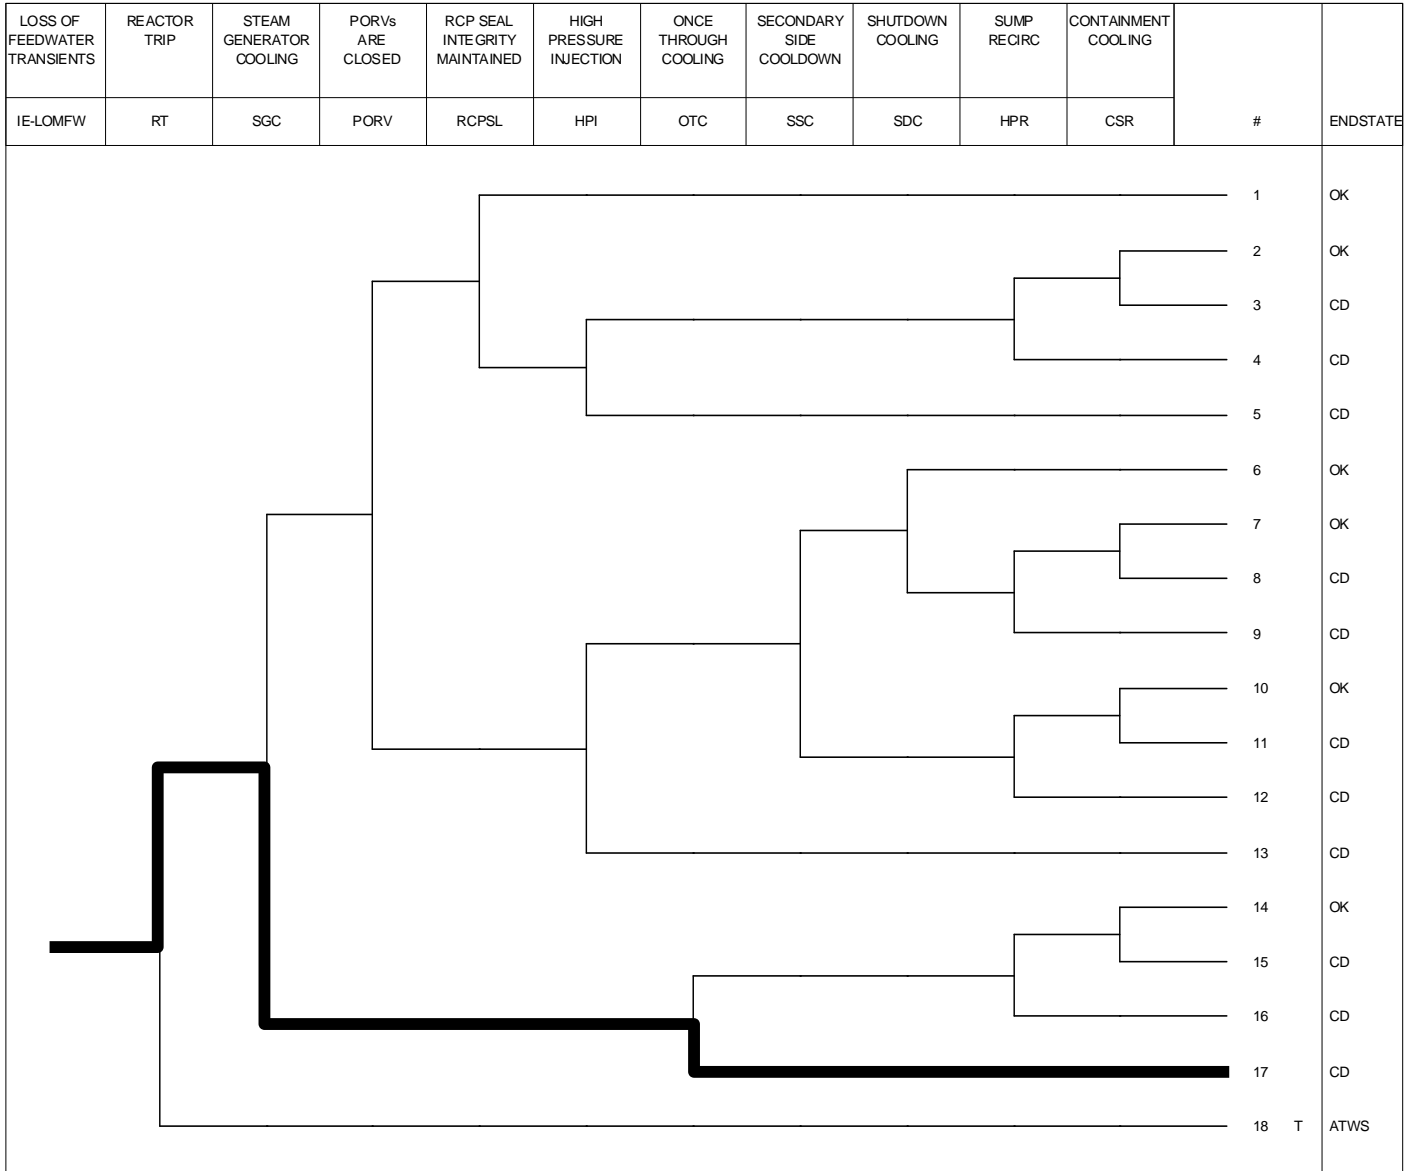 LOSS OF
FEEDWATER
TRANSIENTS
REACTOR
TRIP
STEAM
GENERATOR
COOLING
PORVs
ARE
CLOSED
RCP SEAL
INTEGRITY
MAINTAINED
HIGH
PRESSURE
INJECTION
ONCE
THROUGH
COOLING
SECONDARY
SIDE
COOLDOWN
SHUTDOWN
COOLING
SUMP
RECIRC
CONTAINMENT
COOLING
IE-LOMFW RT SGC PORV RCPSL HPI OTC SSC SDC HPR CSR # ENDSTATE
1 OK
2 OK
3 CD
4 CD
5 CD
6 OK
7 OK
8 CD
9 CD
10 OK
11 CD
12 CD
13 CD
14 OK
15 CD
16 CD
17 CD
18 T ATWS